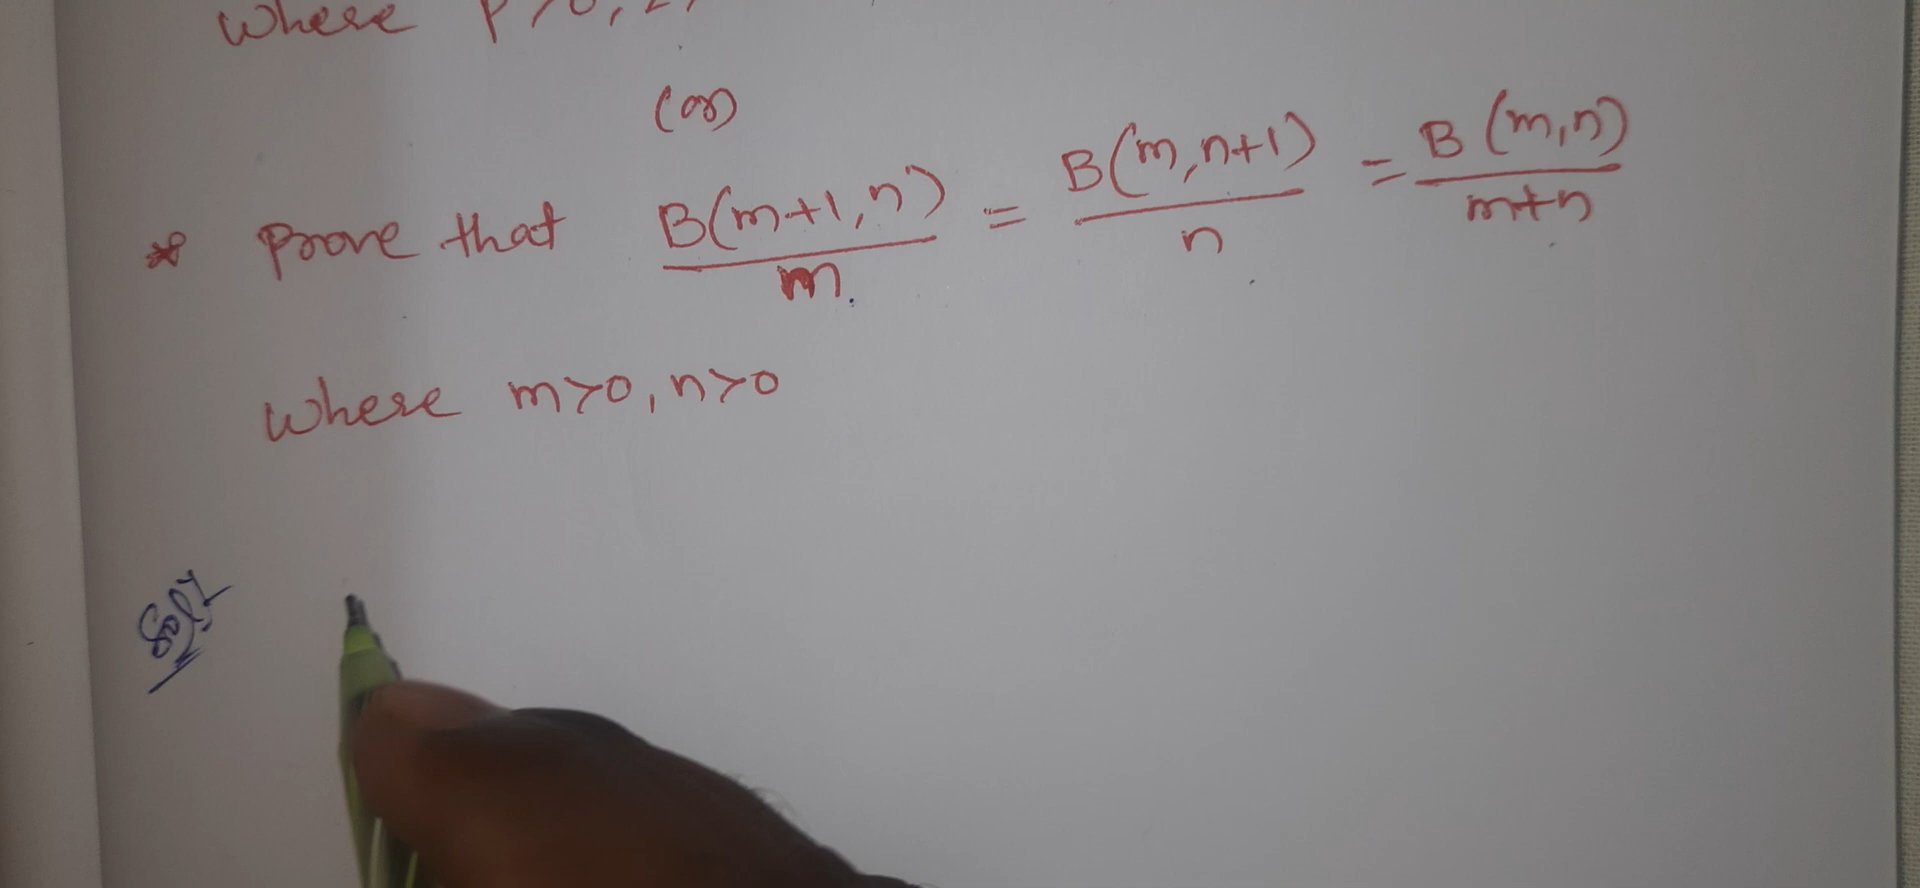 where
(or)
* prove that B(m+1,n)/m = B(m,n+1)/n = B(m,n)/m+n
where m>0, n>0
Sol: